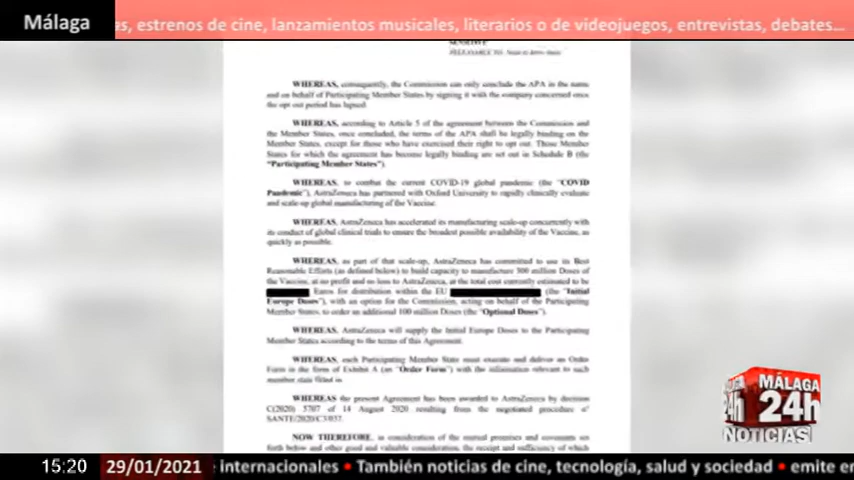 Málaga
es, estrenos de cine, lanzamientos musicales, literarios o de videojuegos, entrevistas, debates...
SENSITIVE
WHEREAS, consequently, the Commission can only conclude the APA in the name
and on behalf of Participating Member States by signing it with the company concerned once
the opt out period has lapsed.
WHEREAS, according to Article 5 of the agreement between the Commission and
the Member States, once concluded, the terms of the APA shall be legally binding on the
Member States, except for those who have exercised their right to opt out. Those Member
States for which the agreement has become legally binding are set out in Schedule B (the
"Participating Member States").
WHEREAS, to combat the current COVID-19 global pandemic (the "COVID
Pandemic"), AstraZeneca has partnered with Oxford University to rapidly clinically evaluate
and scale-up global manufacturing of the Vaccine.
WHEREAS, AstraZeneca has accelerated its manufacturing scale-up concurrently with
its conduct of global clinical trials to ensure the broadest possible availability of the Vaccine, as
quickly as possible.
WHEREAS, as part of that scale-up, AstraZeneca has committed to use its Best
Reasonable Efforts (as defined below) to build capacity to manufacture 300 million Doses of
the Vaccine, at no profit and no loss to AstraZeneca, at the total cost currently estimated to be
Euros for distribution within the EU (the "Initial
Europe Doses"), with an option for the Commission, acting on behalf of the Participating
Member States, to order an additional 100 million Doses (the "Optional Doses").
WHEREAS, AstraZeneca will supply the Initial Europe Doses to the Participating
Member States according to the terms of this Agreement.
WHEREAS, each Participating Member State must execute and deliver an Order
Form in the form of Exhibit A (an "Order Form") with the information relevant to such
member state filled in.
WHEREAS the present Agreement has been awarded to AstraZeneca by decision
C(2020) 5707 of 14 August 2020 resulting from the negotiated procedure n°
SANTE/2020/C3/037.
NOW THEREFORE, in consideration of the mutual promises and covenants set
forth below and other good and valuable consideration, the receipt and sufficiency of which
MÁLAGA
24h
24h
NOTICIAS
15:20
29/01/2021
internacionales • También noticias de cine, tecnología, salud y sociedad • emite en